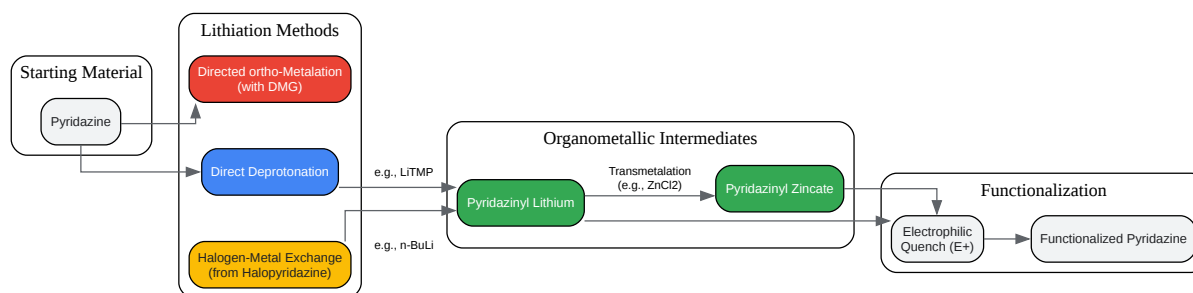 Starting Material
Pyridazine
Lithiation Methods
Directed ortho-Metalation
(with DMG)
Direct Deprotonation
Halogen-Metal Exchange
(from Halopyridazine)
e.g., LiTMP
e.g., n-BuLi
Organometallic Intermediates
Pyridazinyl Lithium
Transmetalation
(e.g., ZnCl2)
Pyridazinyl Zincate
Functionalization
Electrophilic
Quench (E+)
Functionalized Pyridazine